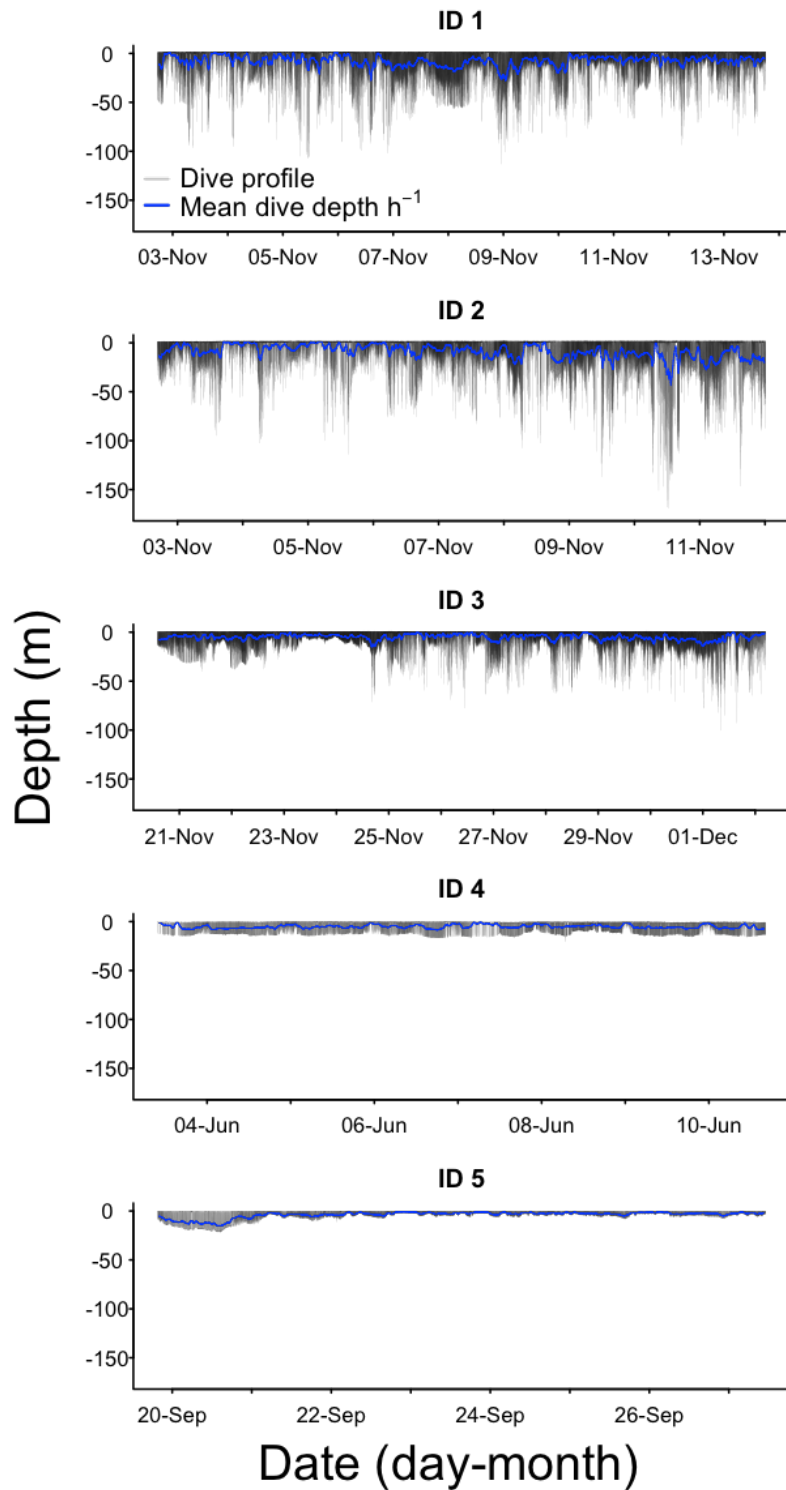 ID 1
0
-50
-100
-150
Dive profile
Mean dive depth h⁻¹
03-Nov 05-Nov 07-Nov 09-Nov 11-Nov 13-Nov
ID 2
0
-50
-100
-150
03-Nov 05-Nov 07-Nov 09-Nov 11-Nov
ID 3
0
-50
-100
-150
21-Nov 23-Nov 25-Nov 27-Nov 29-Nov 01-Dec
Depth (m)
ID 4
0
-50
-100
-150
04-Jun 06-Jun 08-Jun 10-Jun
ID 5
0
-50
-100
-150
20-Sep 22-Sep 24-Sep 26-Sep
Date (day-month)